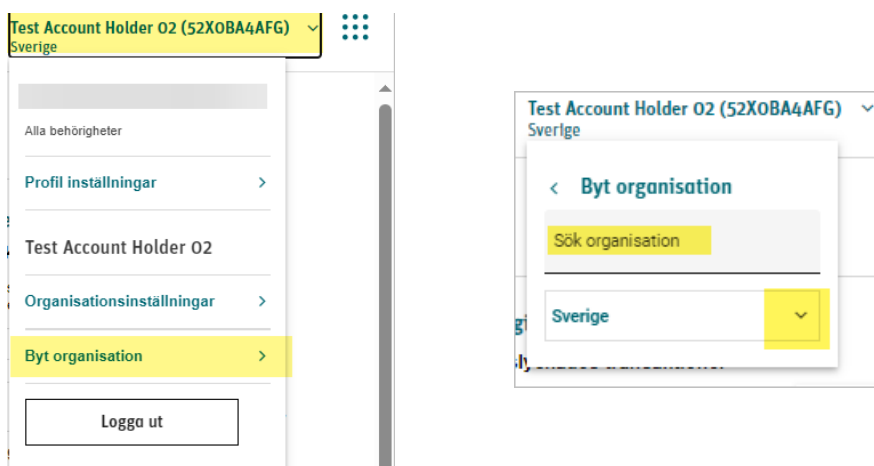 Test Account Holder 02 (52X0BA4AFG)
Sverige
Alla behörigheter
Profil inställningar
Test Account Holder 02
Organisationsinställningar
Byt organisation
Logga ut
Test Account Holder 02 (52X0BA4AFG)
Sverige
Byt organisation
Sök organisation
Sverige